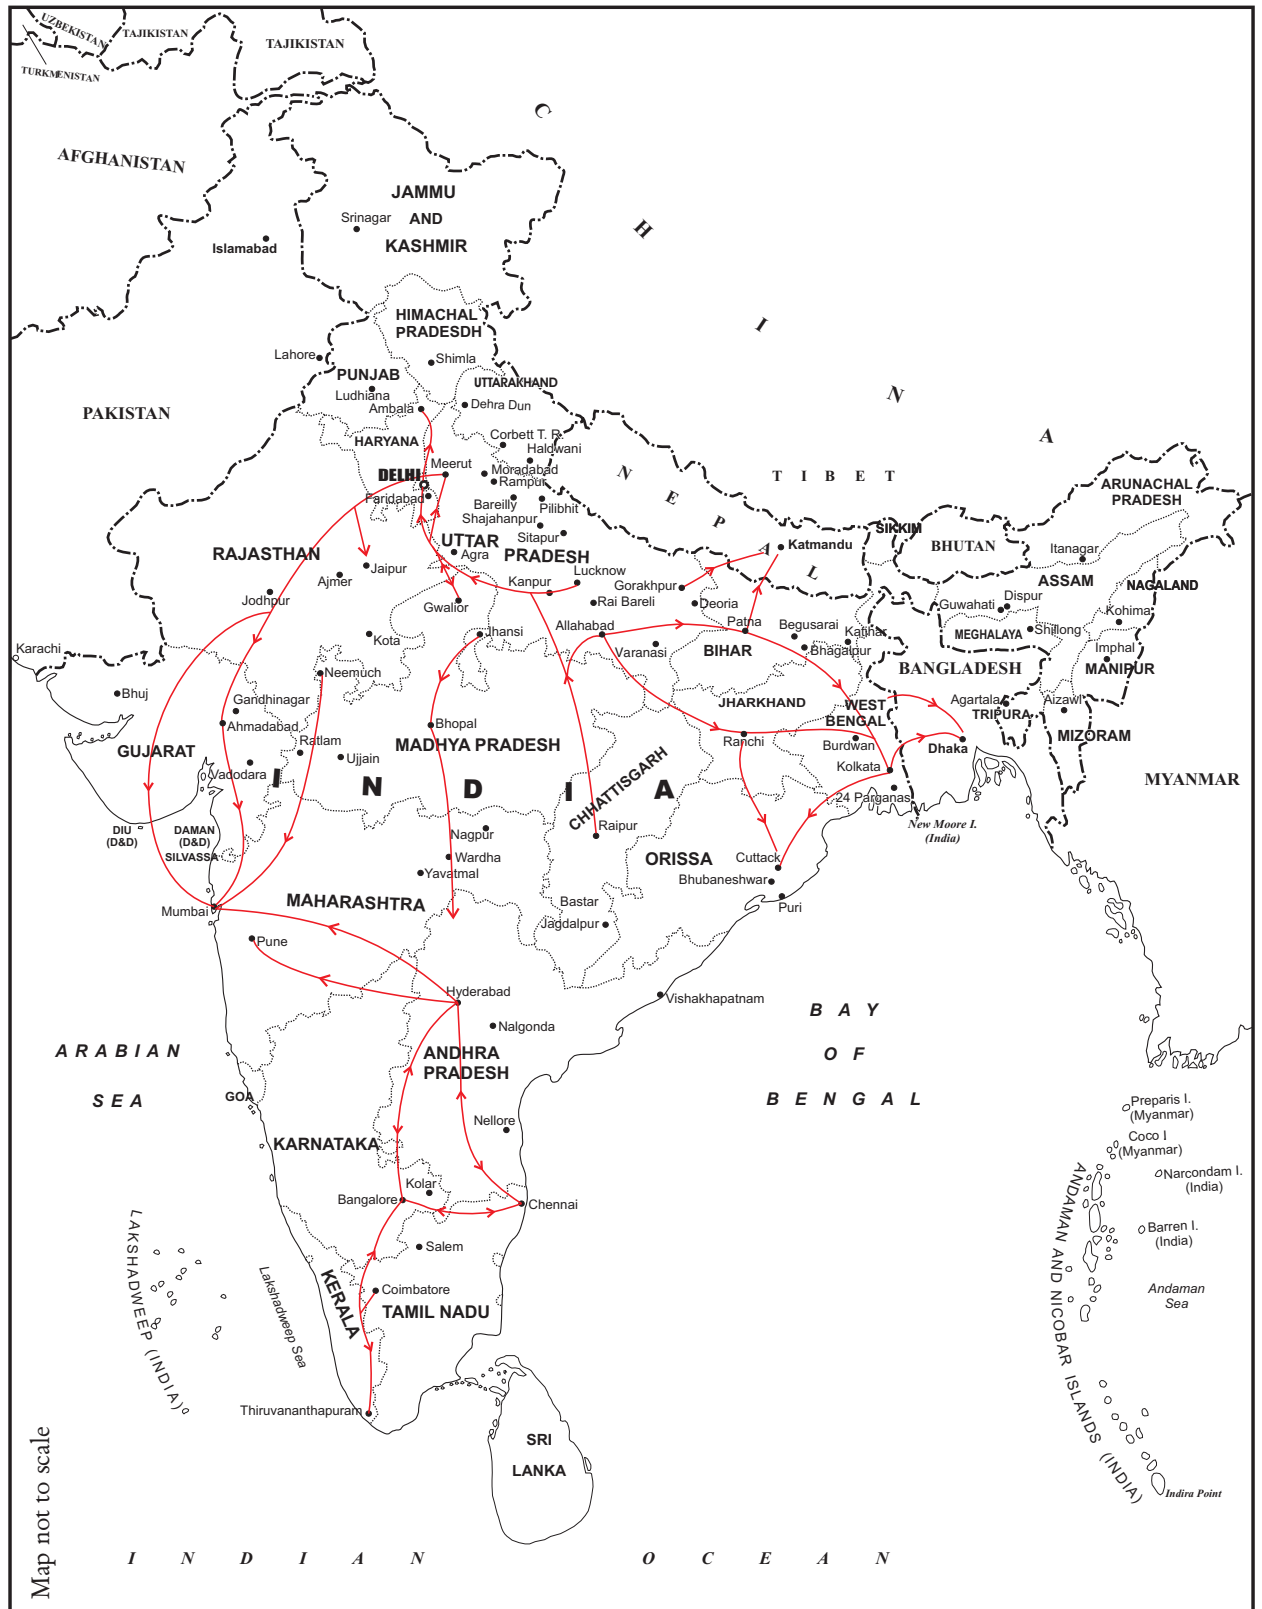 UZBEKISTAN
TAJIKISTAN
TAJIKISTAN
TURKMENISTAN
C
H
I
N
A
AFGHANISTAN
JAMMU
AND
KASHMIR
Srinagar
Islamabad
HIMACHAL
PRADESDH
Lahore
Shimla
PUNJAB
Ludhiana
Ambala
UTTARAKHAND
Dehra Dun
PAKISTAN
HARYANA
Corbett T. R.
Haldwani
Meerut
DELHI
Moradabad
Rampur
Faridabad
Bareilly
Pilibhit
Shajahanpur
Sitapur
N
E
P
A
L
TIBET
ARUNACHAL
PRADESH
SIKKIM
BHUTAN
Itanagar
Katmandu
RAJASTHAN
UTTAR
PRADESH
Agra
Jaipur
Ajmer
Lucknow
Kanpur
Gorakhpur
Jodhpur
Gwalior
Rai Bareli
Deoria
ASSAM
NAGALAND
Guwahati
Dispur
Kohima
Kota
Jhansi
Allahabad
Patna
Begusarai
Katihar
MEGHALAYA
Shillong
Varanasi
BIHAR
Bhagalpur
Imphal
MANIPUR
Karachi
Neemuch
BANGLADESH
Bhuj
Gandhinagar
Ahmadabad
JHARKHAND
WEST
BENGAL
Agartala
TRIPURA
Aizawl
MIZORAM
GUJARAT
Ratlam
Bhopal
MADHYA PRADESH
Ranchi
Burdwan
Dhaka
Vadodara
Ujjain
Kolkata
MYANMAR
I N D I A
CHHATTISGARH
24 Parganas
New Moore I.
(India)
DIU
(D&D)
DAMAN
(D&D)
SILVASSA
Nagpur
Raipur
Wardha
Yavatmal
ORISSA
Cuttack
Bhubaneshwar
Puri
MAHARASHTRA
Mumbai
Bastar
Jagdalpur
Pune
Hyderabad
Vishakhapatnam
Nalgonda
BAY
OF
BENGAL
ARABIAN
SEA
ANDHRA
PRADESH
GOA
Nellore
KARNATAKA
Preparis I.
(Myanmar)
Coco I
(Myanmar)
Narcondam I.
(India)
Kolar
Bangalore
Chennai
Barren I.
(India)
Salem
LAKSHADWEEP (INDIA)
Lakshadweep Sea
KERALA
Coimbatore
TAMIL NADU
Andaman
Sea
ANDAMAN AND NICOBAR ISLANDS (INDIA)
Thiruvananthapuram
SRI
LANKA
Indira Point
Map not to scale
INDIAN OCEAN